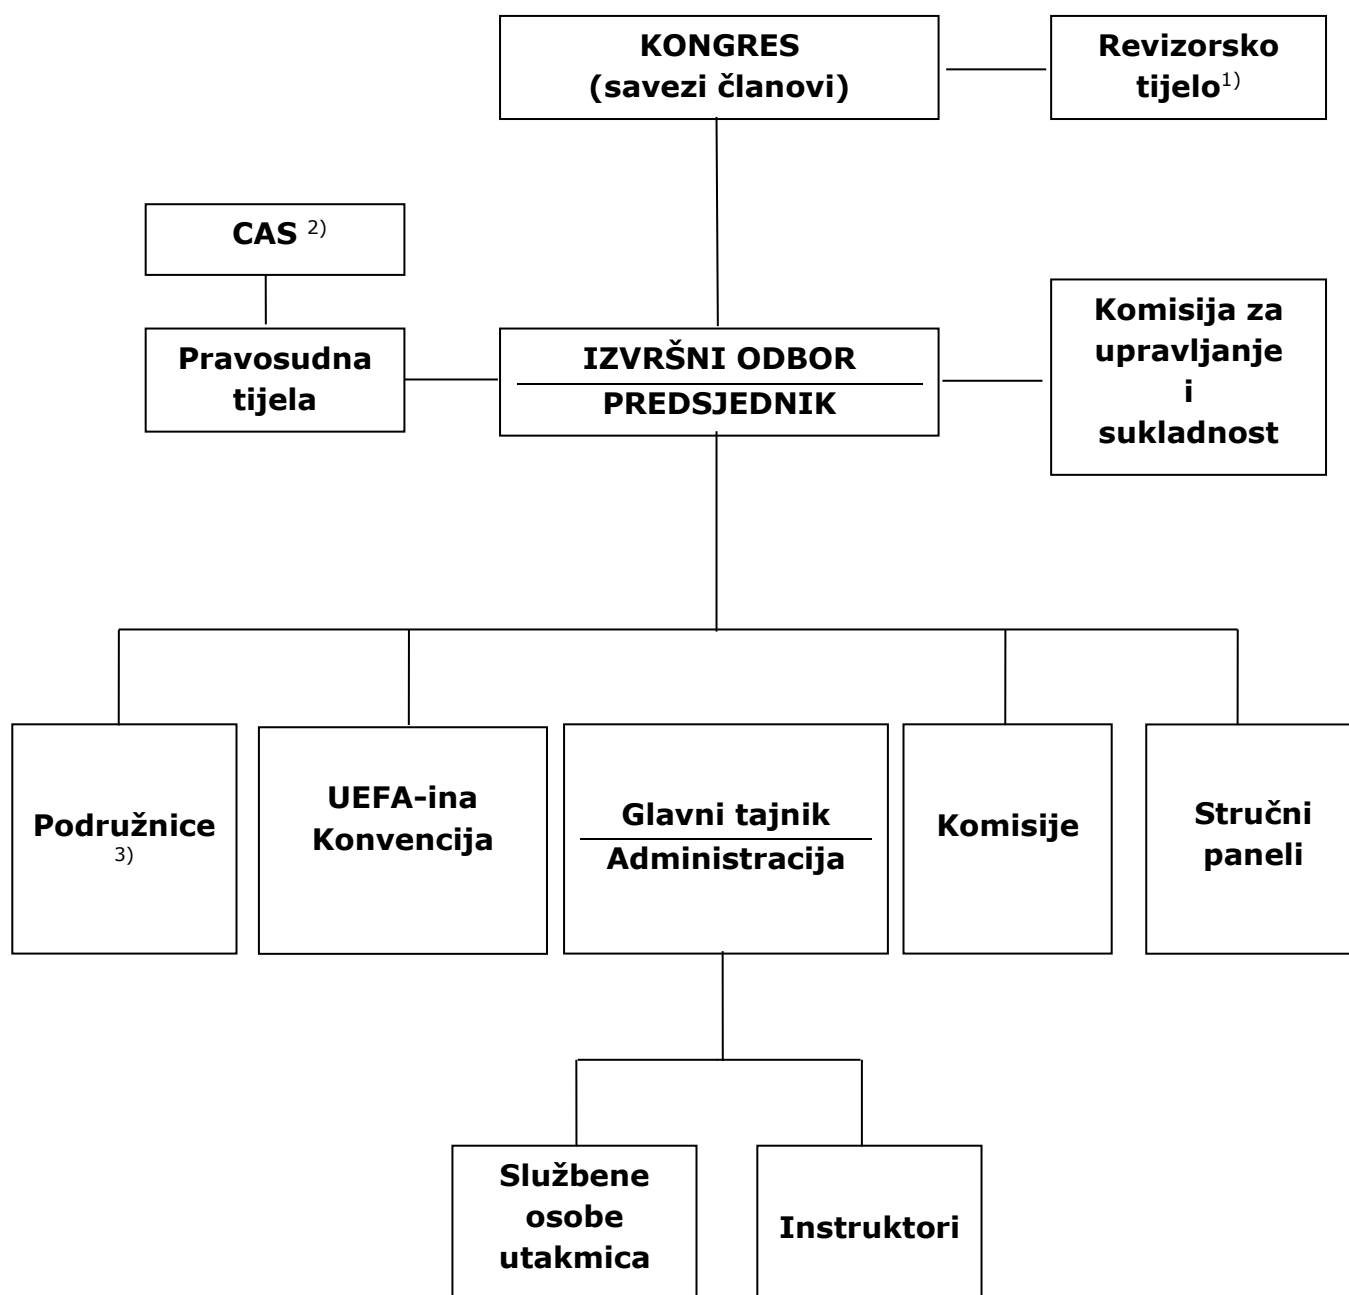 KONGRES
(savezi članovi)
Revizorsko
tijelo1)
CAS 2)
Pravosudna
tijela
IZVRŠNI ODBOR
PREDSJEDNIK
Komisija za
upravljanje
i
sukladnost
Podružnice
3)
UEFA-ina
Konvencija
Glavni tajnik
Administracija
Komisije
Stručni
paneli
Službene
osobe
utakmica
Instruktori